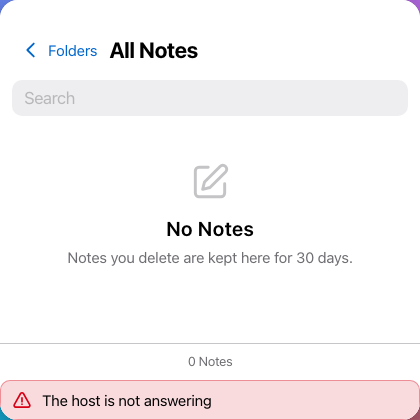 Folders All Notes
Search
No Notes
Notes you delete are kept here for 30 days.
0 Notes
The host is not answering